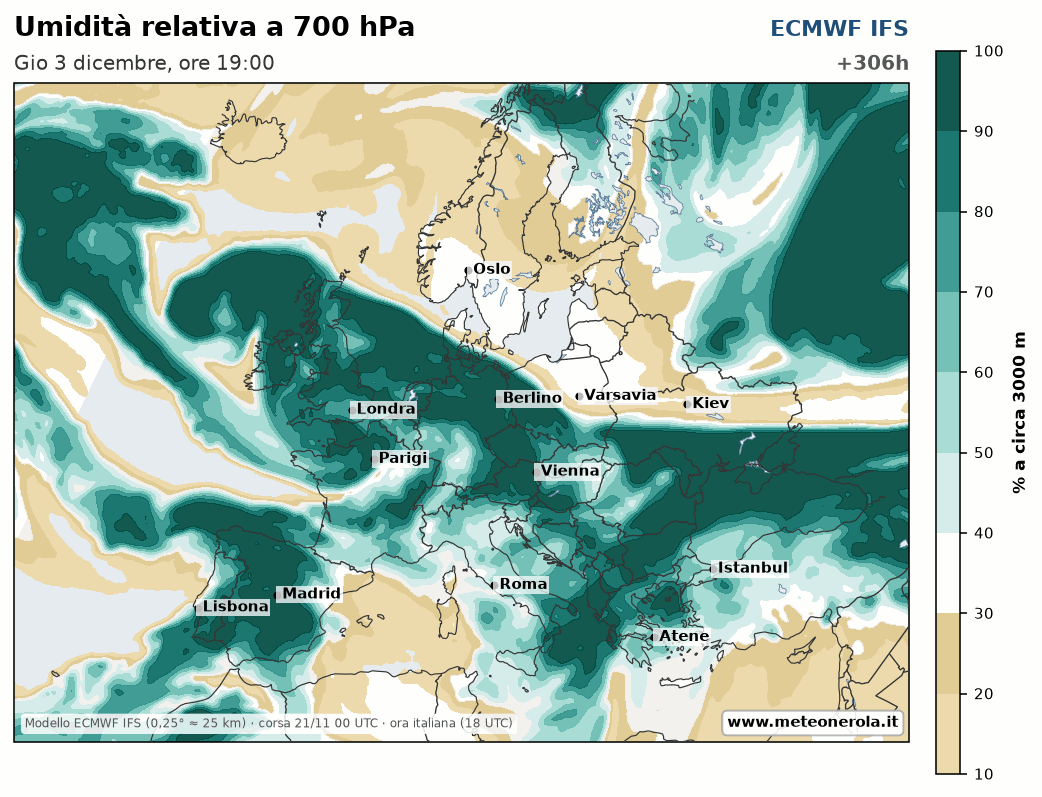 Umidità relativa a 700 hPa
ECMWF IFS
Gio 3 dicembre, ore 19:00
+306h
100
90
80
70
60
50
40
30
20
10
% a circa 3000 m
Oslo
Berlino
Varsavia
Kiev
Londra
Parigi
Vienna
Istanbul
Roma
Madrid
Lisbona
Atene
Modello ECMWF IFS (0,25° ≈ 25 km) · corsa 21/11 00 UTC · ora italiana (18 UTC)
www.meteonerola.it